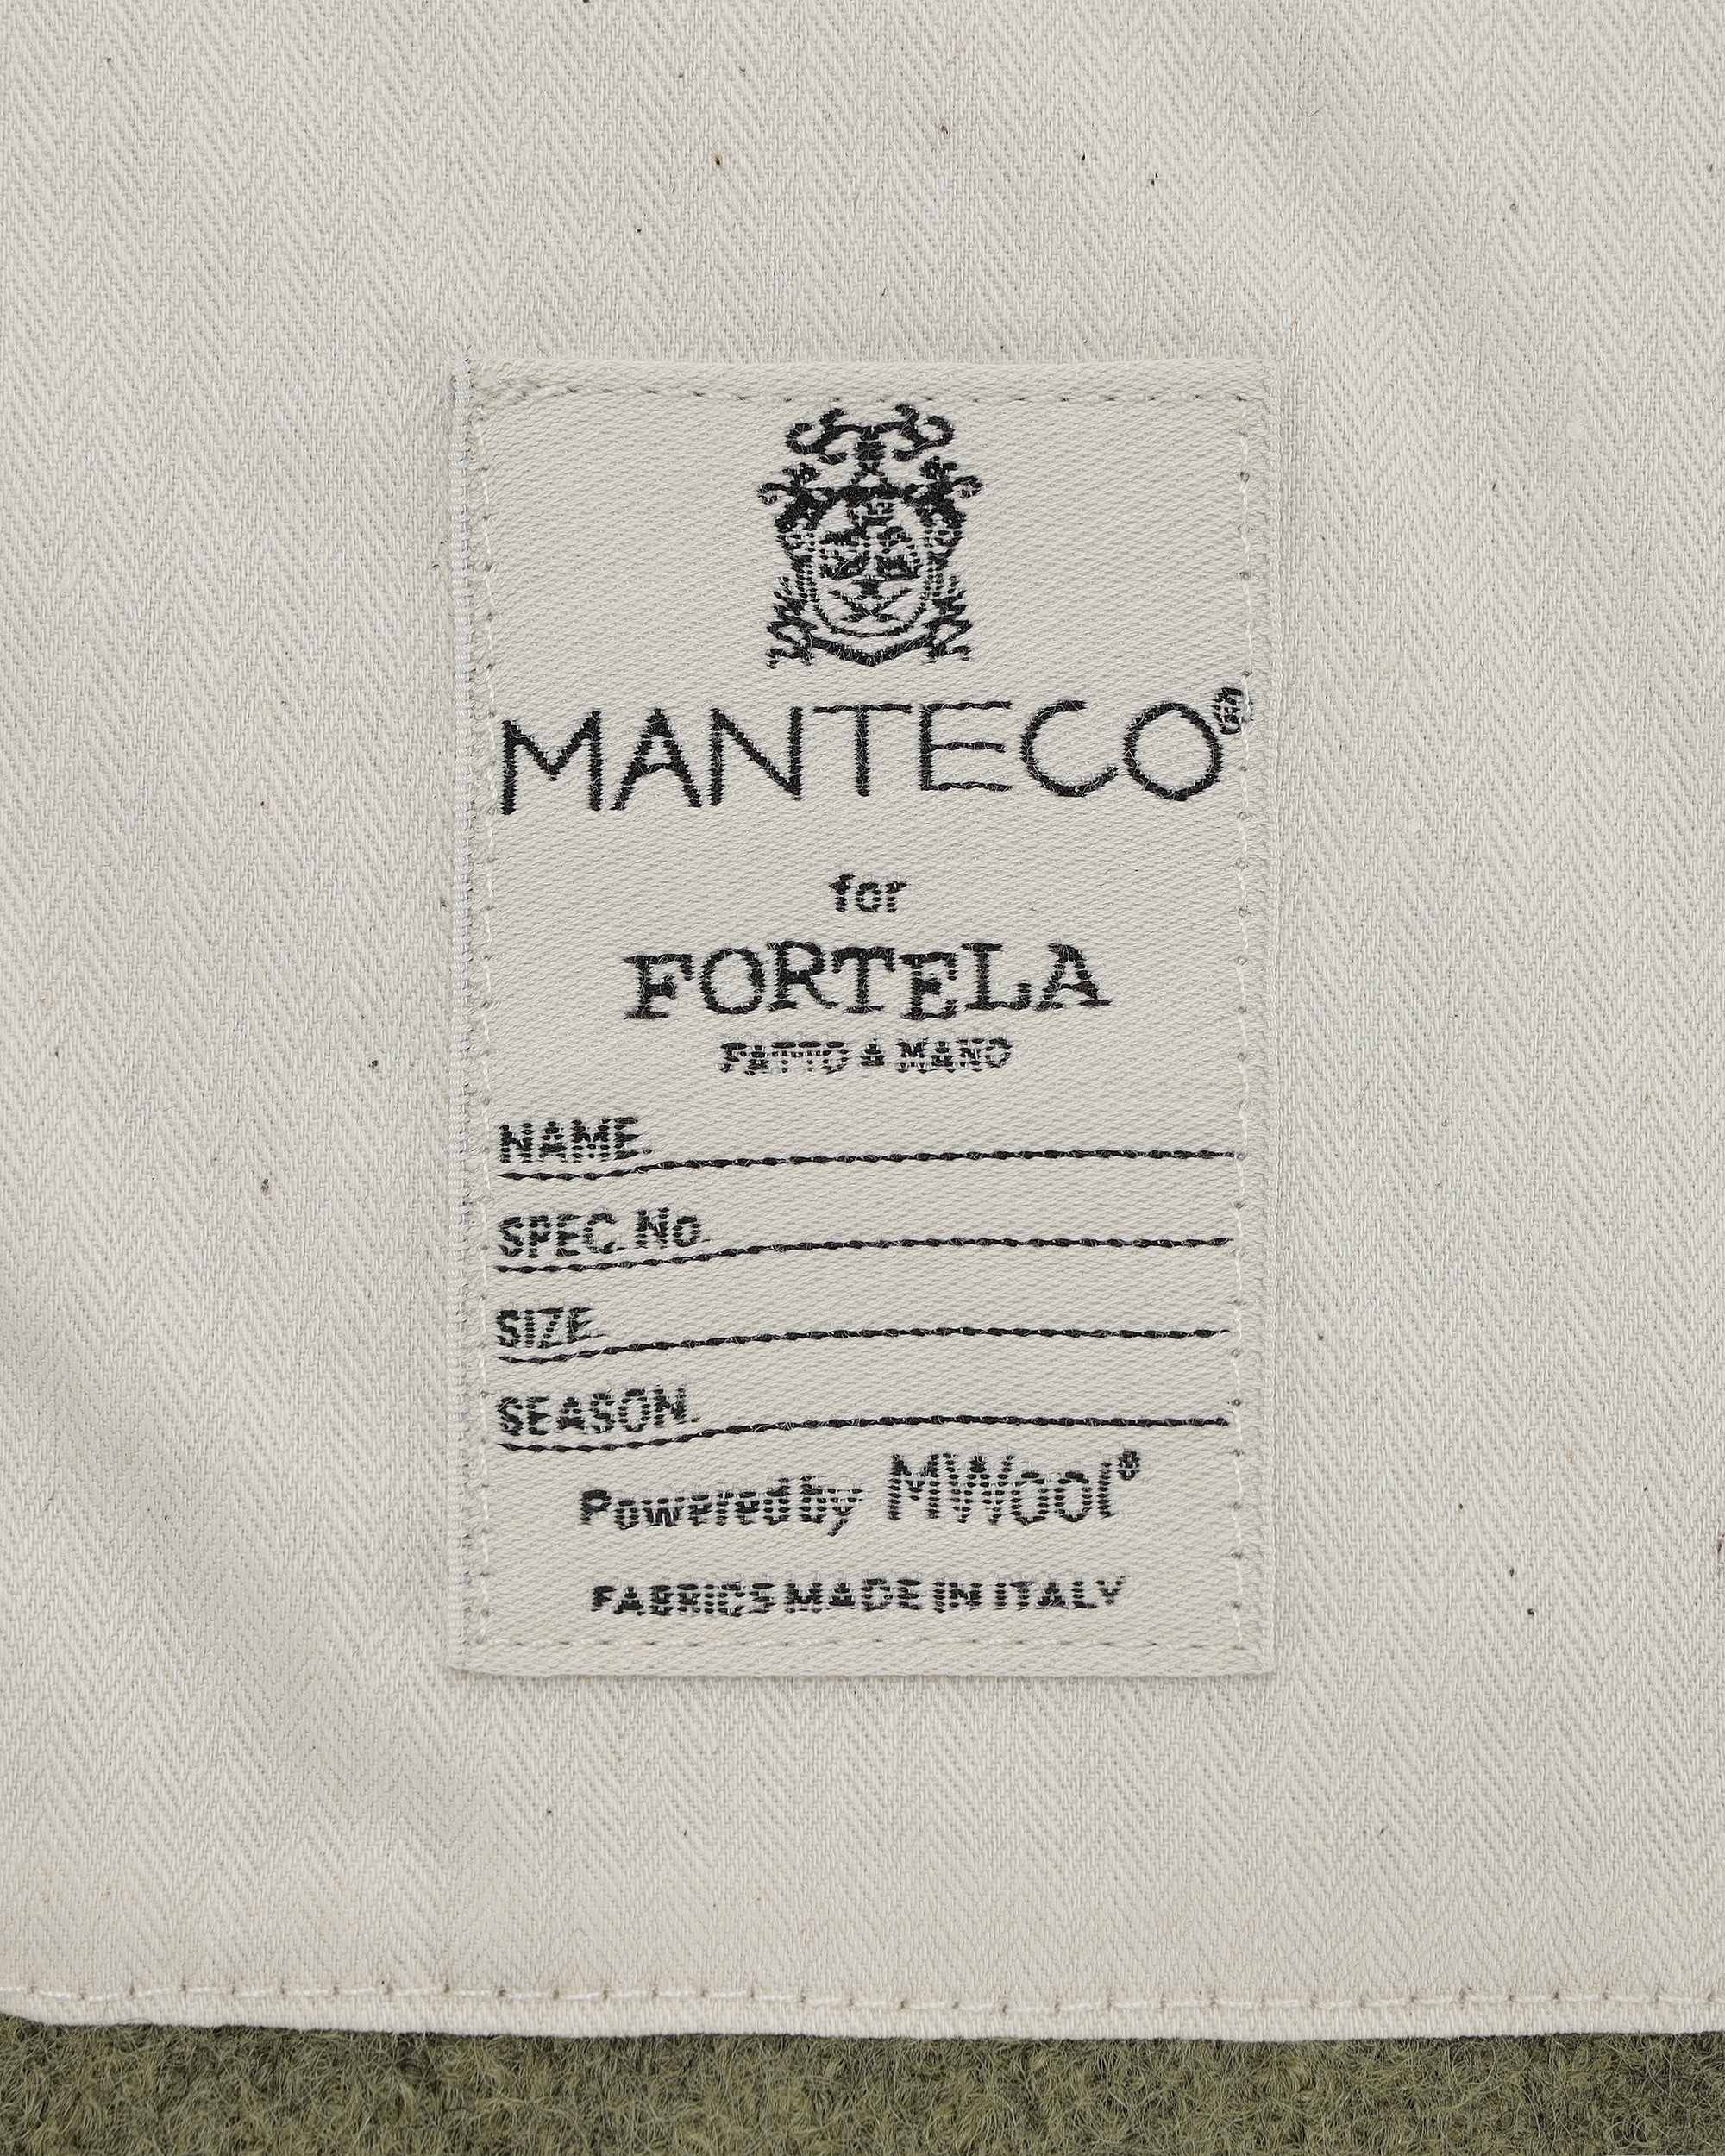 MANTECO®
for
FORTELA
FATTO A MANO
NAME.
SPEC. No.
SIZE.
SEASON.
Powered by MWool®
FABRICS MADE IN ITALY